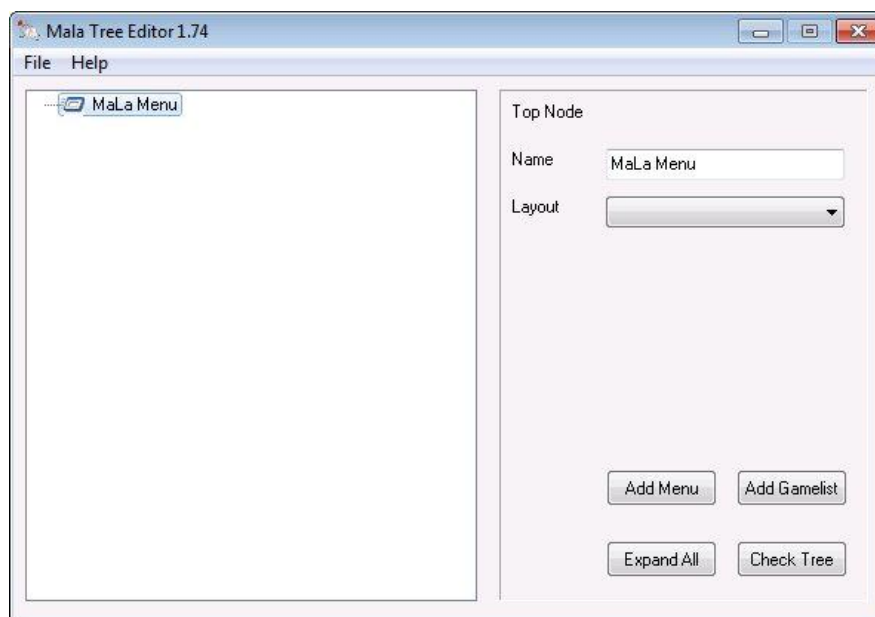 Mala Tree Editor 1.74
File Help
MaLa Menu
Top Node
Name MaLa Menu
Layout
Add Menu Add Gamelist
Expand All Check Tree